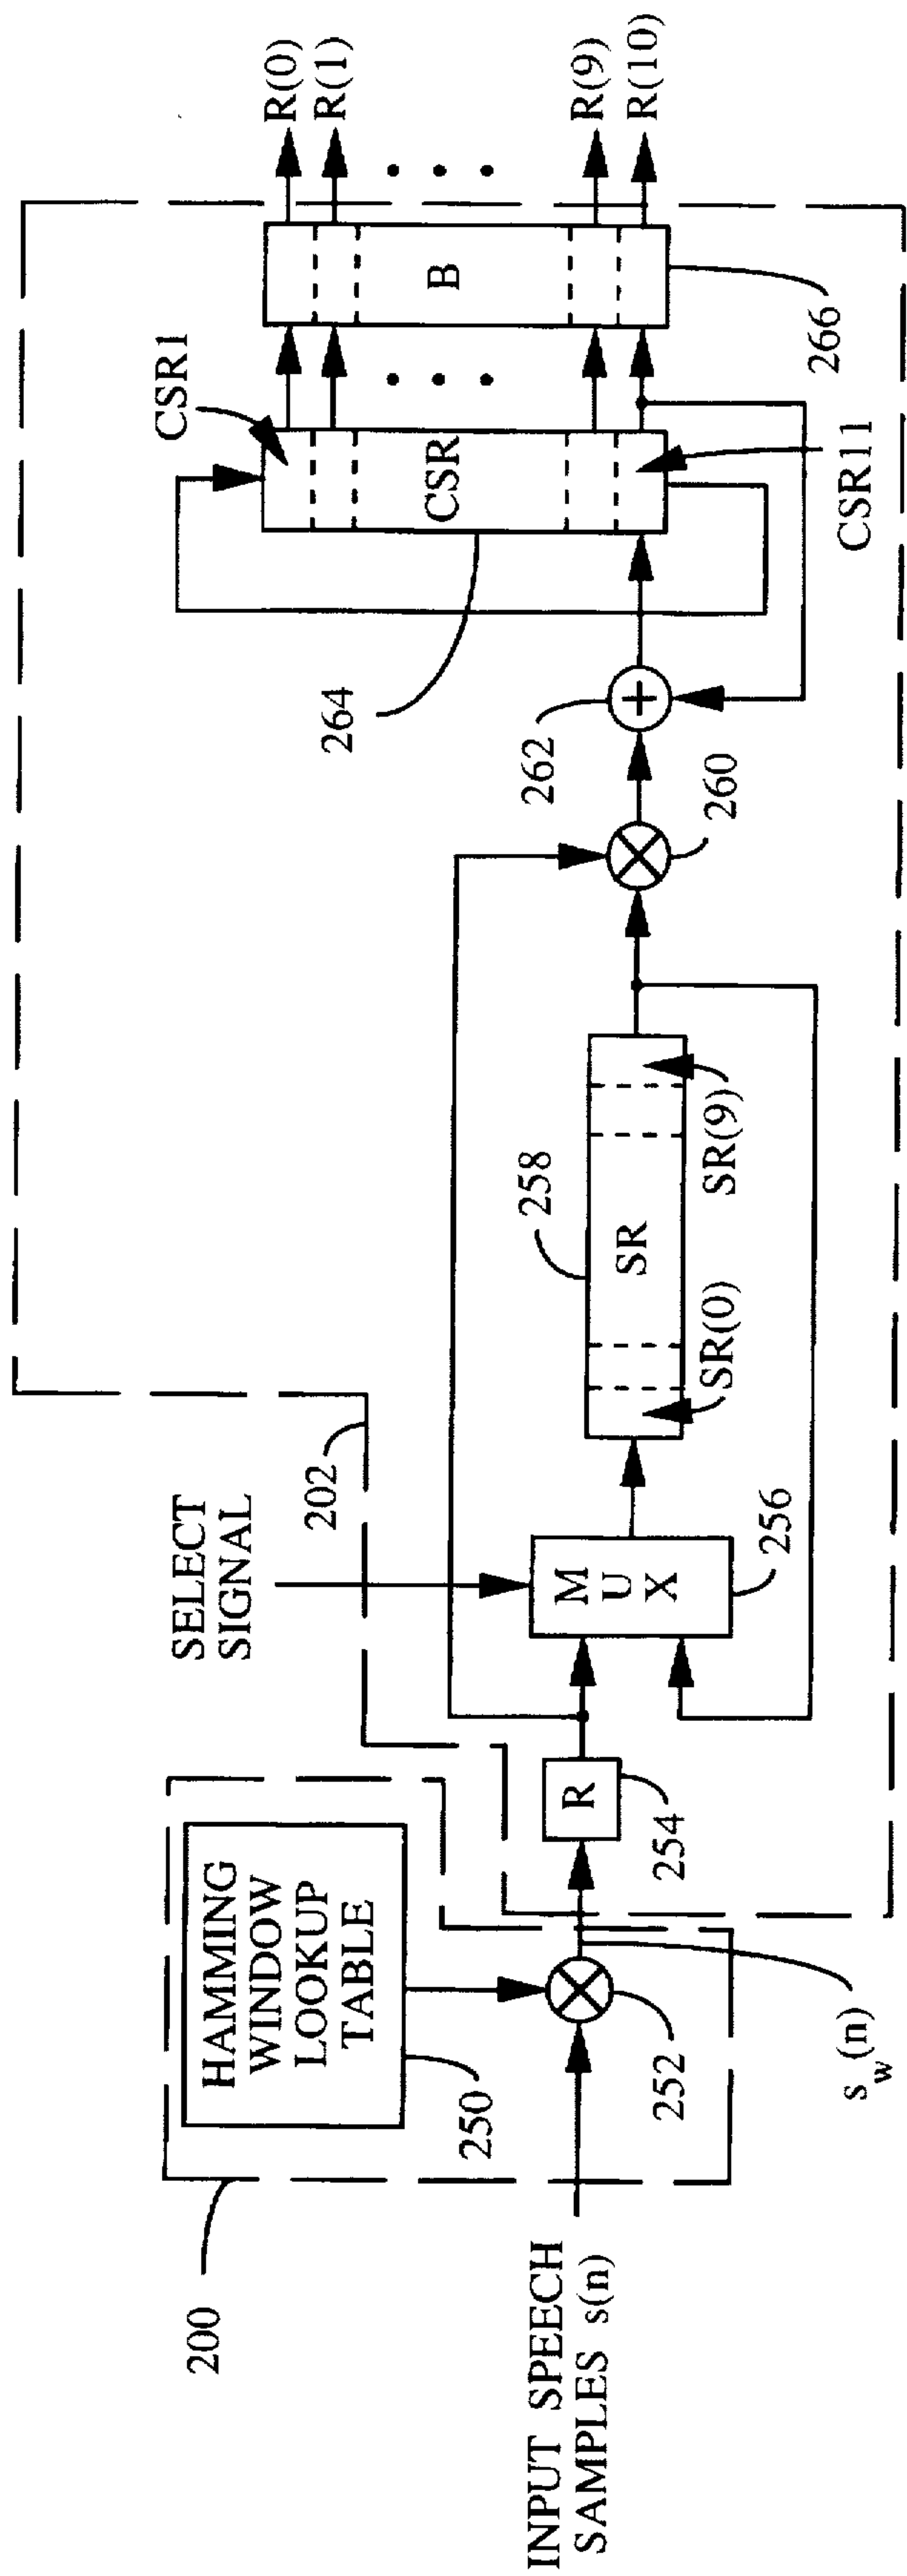 INPUT SPEECH
SAMPLES s(n)
200
HAMMING
WINDOW
LOOKUP
TABLE
250
252
s_w(n)
R
254
SELECT
SIGNAL
202
M
U
X
256
258
SR
SR(0)
SR(9)
260
262
264
CSR
CSR1
CSR11
B
266
R(0)
R(1)
R(9)
R(10)